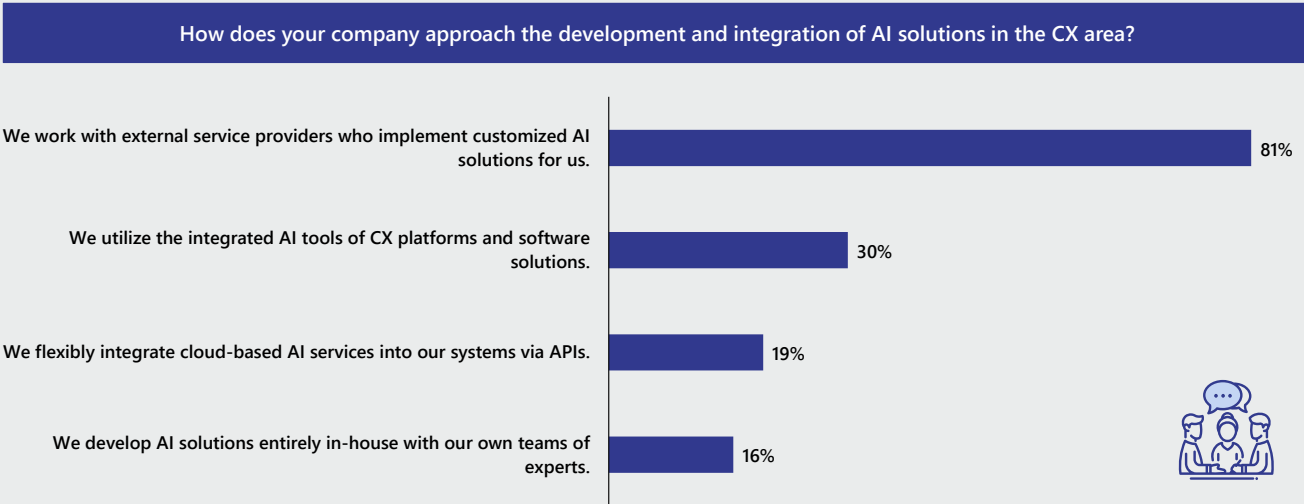 How does your company approach the development and integration of AI solutions in the CX area?
We work with external service providers who implement customized AI
solutions for us.
81%
We utilize the integrated AI tools of CX platforms and software
solutions.
30%
We flexibly integrate cloud-based AI services into our systems via APIs.
19%
We develop AI solutions entirely in-house with our own teams of
experts.
16%